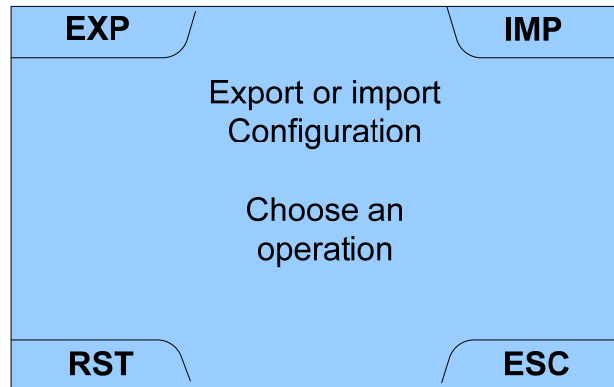 EXP
IMP
Export or import
Configuration
Choose an
operation
RST
ESC